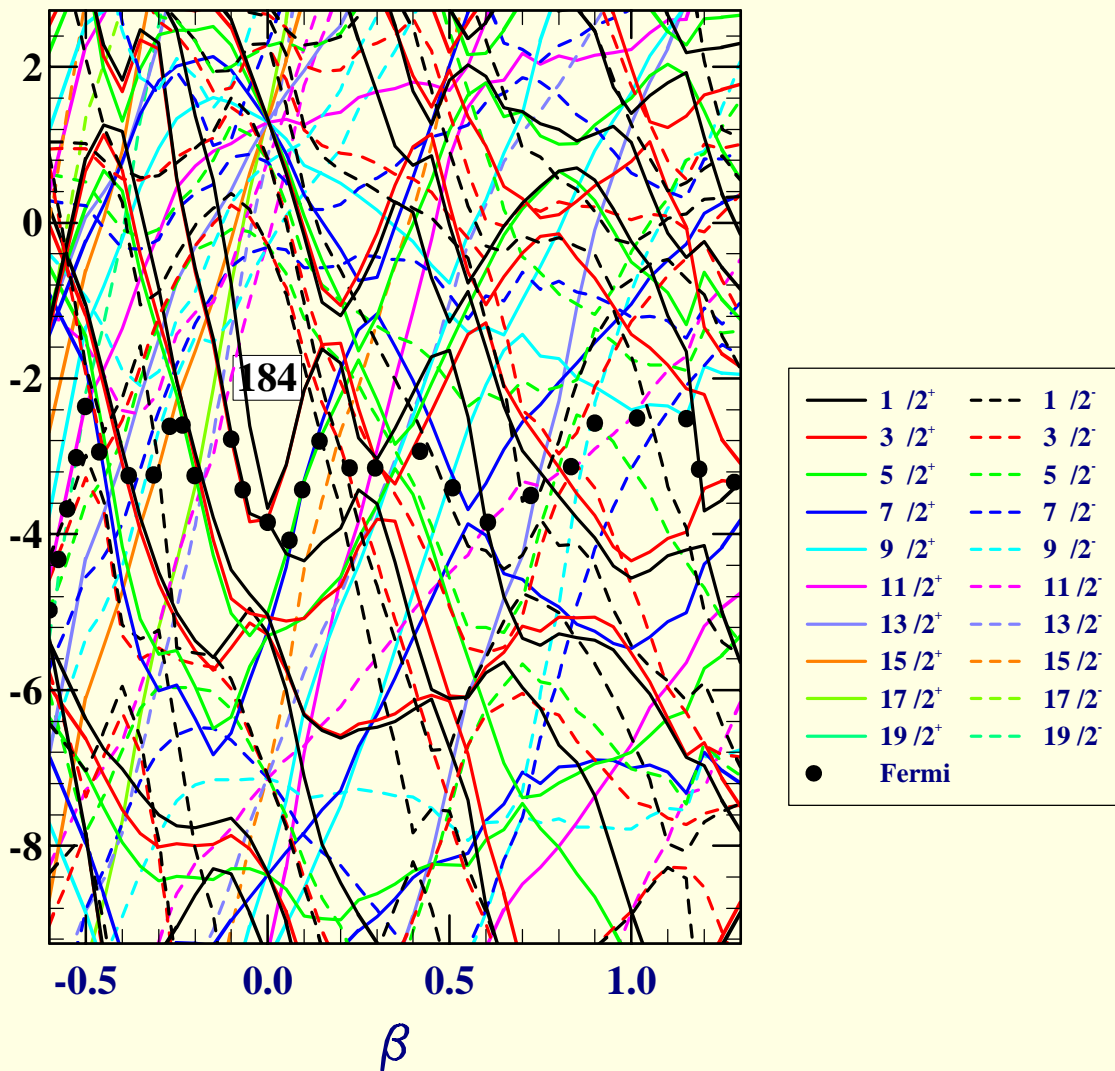 2
0
-2
-4
-6
-8
184
-0.5 0.0 0.5 1.0
β
1 /2⁺ 1 /2⁻
3 /2⁺ 3 /2⁻
5 /2⁺ 5 /2⁻
7 /2⁺ 7 /2⁻
9 /2⁺ 9 /2⁻
11 /2⁺ 11 /2⁻
13 /2⁺ 13 /2⁻
15 /2⁺ 15 /2⁻
17 /2⁺ 17 /2⁻
19 /2⁺ 19 /2⁻
Fermi